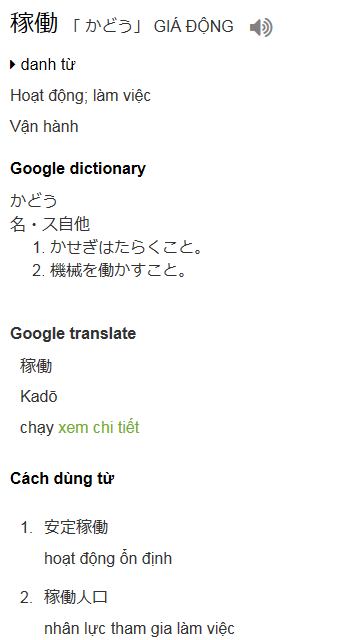 稼働 「 かどう」 GIÁ ĐỘNG
danh từ
Hoạt động; làm việc
Vận hành
Google dictionary
かどう
名・ス自他
1. かせぎはたらくこと。
2. 機械を働かすこと。
Google translate
稼働
Kadō
chạy xem chi tiết
Cách dùng từ
1. 安定稼働
hoạt động ổn định
2. 稼働人口
nhân lực tham gia làm việc